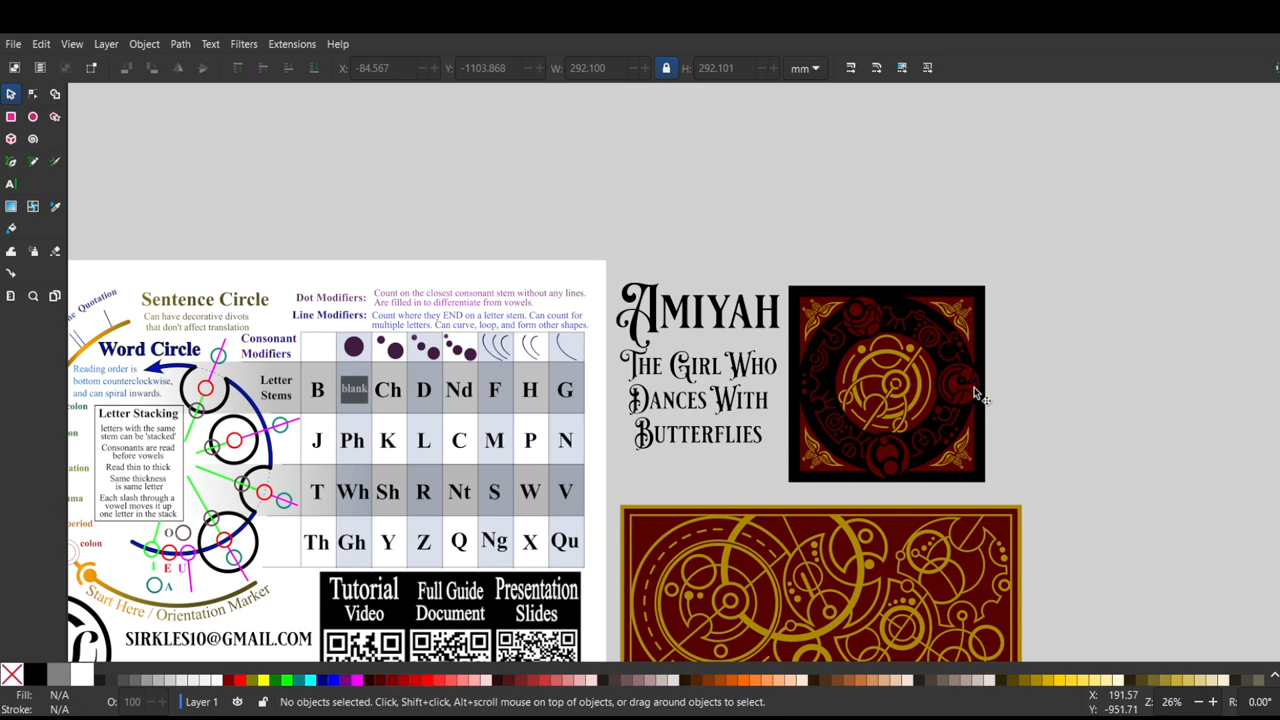 File Edit View Layer Object Path Text Filters Extensions Help
X: -84.567 Y: -1103.868 W: 292.100 H: 292.101 mm
Quotation
Sentence Circle
Can have decorative divots
that don't affect translation
Word Circle
Reading order is
bottom counterclockwise,
and can spiral inwards.
Letter Stacking
letters with the same
stem can be 'stacked'
Consonants are read
before vowels
Read thin to thick
Same thickness
is same letter
Each slash through a
vowel moves it up
one letter in the stack
period
colon
O
E U
A
Start Here / Orientation Marker
SIRKLES10@GMAIL.COM
Dot Modifiers: Count on the closest consonant stem without any lines.
Are filled in to differentiate from vowels.
Line Modifiers: Count where they END on a letter stem. Can count for
multiple letters. Can curve, loop, and form other shapes.
Consonant
Modifiers
Letter
Stems
B blank Ch D Nd F H G
J Ph K L C M P N
T Wh Sh R Nt S W V
Th Gh Y Z Q Ng X Qu
Tutorial
Video
Full Guide
Document
Presentation
Slides
AMIYAH
THE GIRL WHO
DANCES WITH
BUTTERFLIES
Fill: N/A
Stroke: N/A
O: 100
Layer 1
No objects selected. Click, Shift+click, Alt+scroll mouse on top of objects, or drag around objects to select.
X: 191.57
Y: -951.71
Z: 26%
R: 0.00°